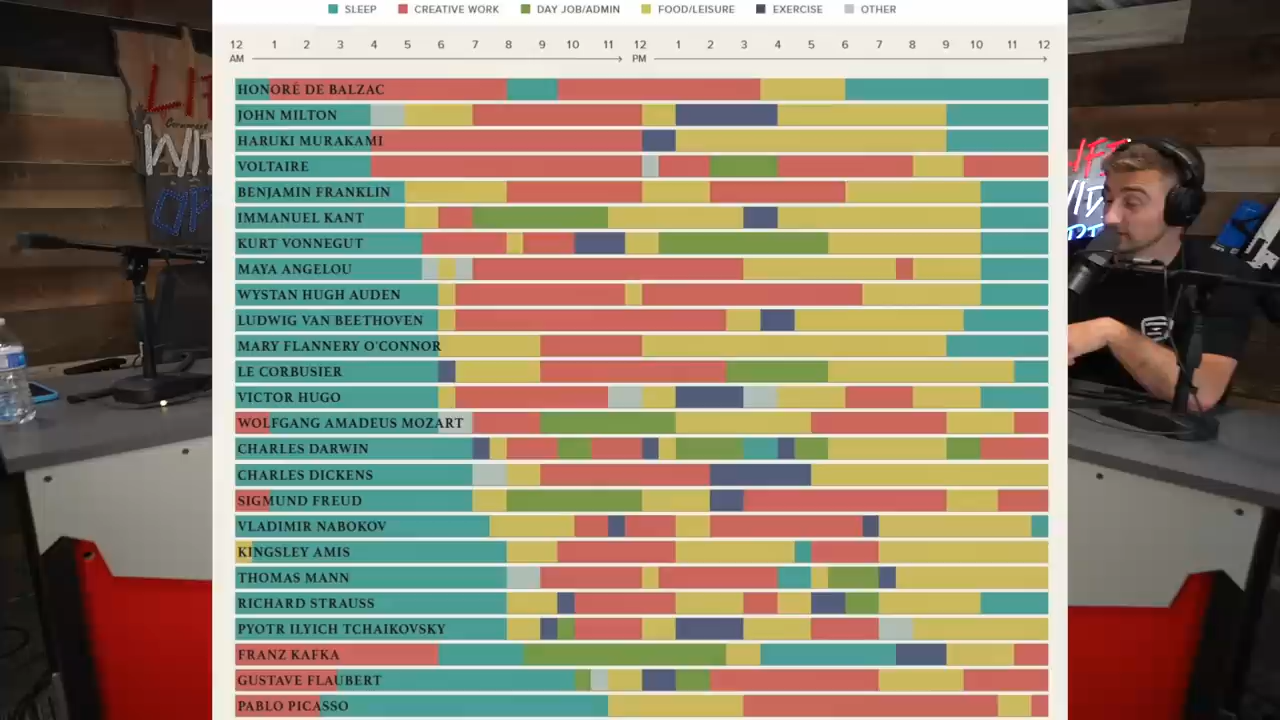 SLEEP CREATIVE WORK DAY JOB/ADMIN FOOD/LEISURE EXERCISE OTHER
12 1 2 3 4 5 6 7 8 9 10 11 12 1 2 3 4 5 6 7 8 9 10 11 12
AM PM
HONORÉ DE BALZAC
JOHN MILTON
HARUKI MURAKAMI
VOLTAIRE
BENJAMIN FRANKLIN
IMMANUEL KANT
KURT VONNEGUT
MAYA ANGELOU
WYSTAN HUGH AUDEN
LUDWIG VAN BEETHOVEN
MARY FLANNERY O'CONNOR
LE CORBUSIER
VICTOR HUGO
WOLFGANG AMADEUS MOZART
CHARLES DARWIN
CHARLES DICKENS
SIGMUND FREUD
VLADIMIR NABOKOV
KINGSLEY AMIS
THOMAS MANN
RICHARD STRAUSS
PYOTR ILYICH TCHAIKOVSKY
FRANZ KAFKA
GUSTAVE FLAUBERT
PABLO PICASSO